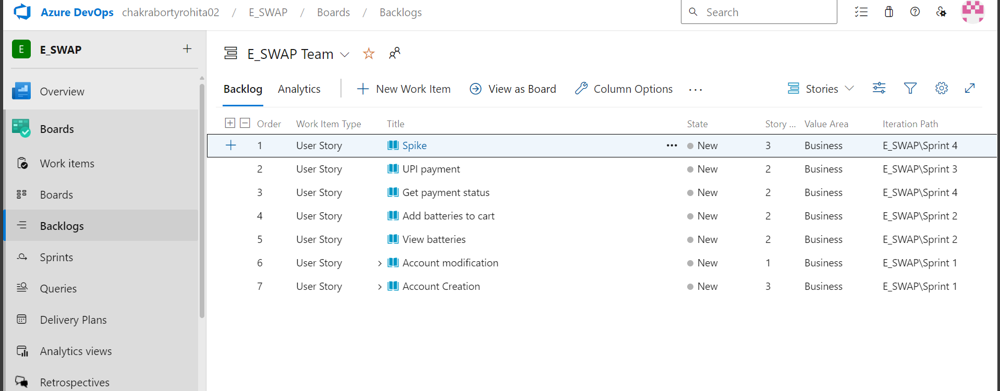 Azure DevOps chakrabortyrohita02 / E_SWAP / Boards / Backlogs Search
E E_SWAP
Overview
Boards
Work items
Boards
Backlogs
Sprints
Queries
Delivery Plans
Analytics views
Retrospectives
E_SWAP Team
Backlog Analytics New Work Item View as Board Column Options ... Stories
Order Work Item Type Title State Story ... Value Area Iteration Path
1 User Story Spike ... New 3 Business E_SWAP\Sprint 4
2 User Story UPI payment New 2 Business E_SWAP\Sprint 3
3 User Story Get payment status New 2 Business E_SWAP\Sprint 4
4 User Story Add batteries to cart New 2 Business E_SWAP\Sprint 2
5 User Story View batteries New 2 Business E_SWAP\Sprint 2
6 User Story Account modification New 1 Business E_SWAP\Sprint 1
7 User Story Account Creation New 3 Business E_SWAP\Sprint 1